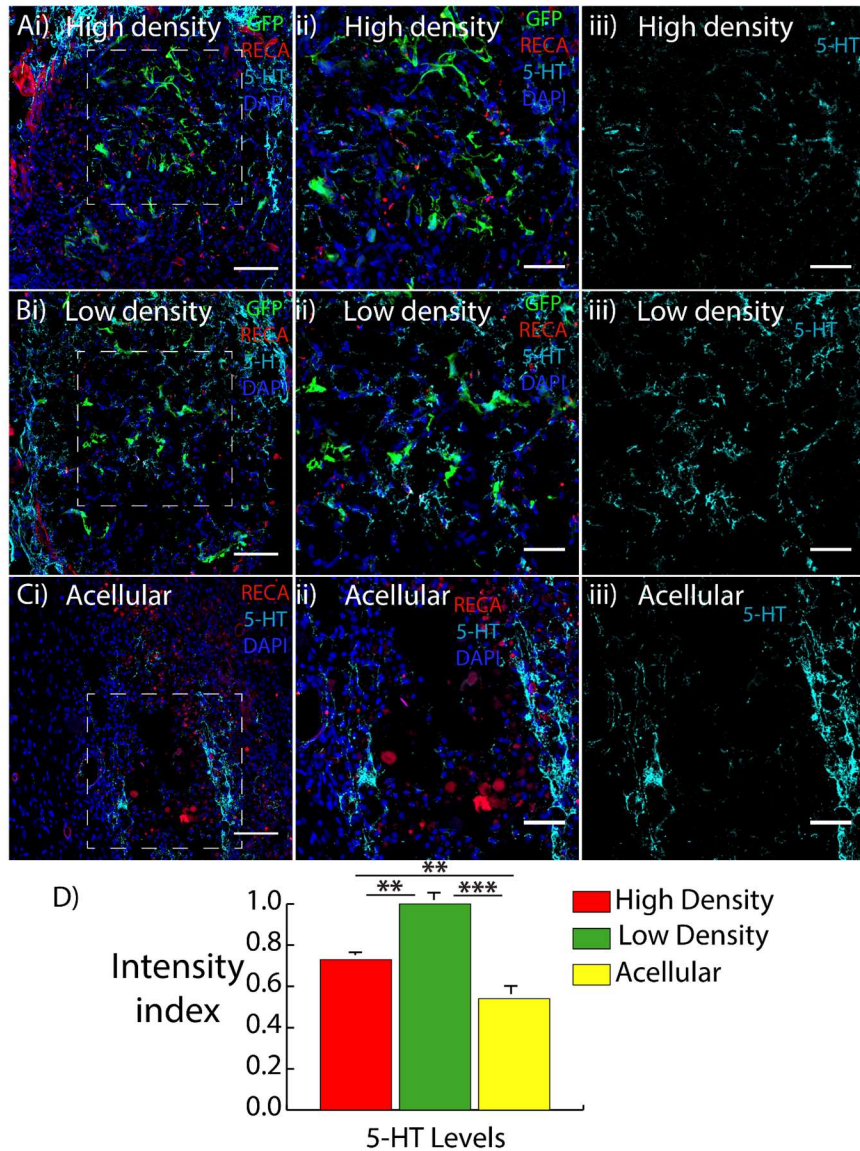 Ai) High density
GFP
RECA
5-HT
DAPI
ii) High density
GFP
RECA
5-HT
DAPI
iii) High density
5-HT
Bi) Low density
GFP
RECA
5-HT
DAPI
ii) Low density
GFP
RECA
5-HT
DAPI
iii) Low density
5-HT
Ci) Acellular
RECA
5-HT
DAPI
ii) Acellular
RECA
5-HT
DAPI
iii) Acellular
5-HT
D)
**
** ***
1.0
0.8
0.6
0.4
0.2
0.0
Intensity
index
5-HT Levels
High Density
Low Density
Acellular